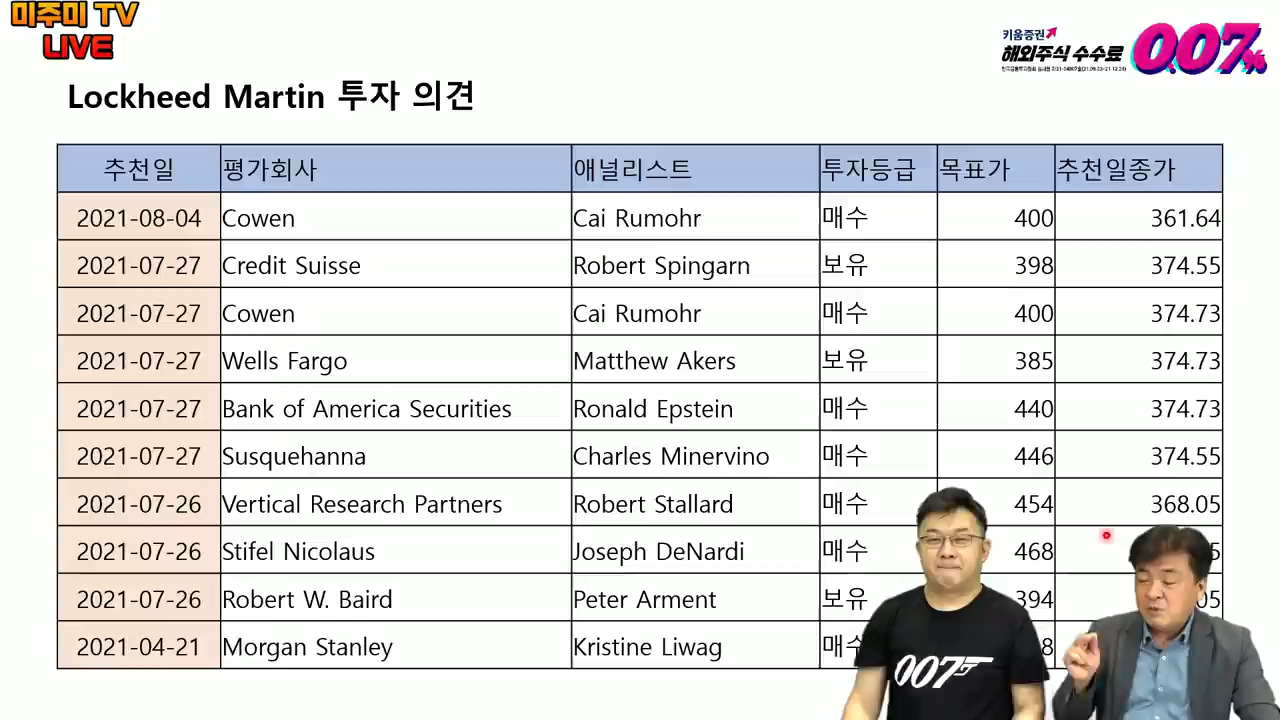 미주미 TV
LIVE
키움증권
해외주식 수수료 0.07%
Lockheed Martin 투자 의견
추천일 평가회사 애널리스트 투자등급 목표가 추천일종가
2021-08-04 Cowen Cai Rumohr 매수 400 361.64
2021-07-27 Credit Suisse Robert Spingarn 보유 398 374.55
2021-07-27 Cowen Cai Rumohr 매수 400 374.73
2021-07-27 Wells Fargo Matthew Akers 보유 385 374.73
2021-07-27 Bank of America Securities Ronald Epstein 매수 440 374.73
2021-07-27 Susquehanna Charles Minervino 매수 446 374.55
2021-07-26 Vertical Research Partners Robert Stallard 매수 454 368.05
2021-07-26 Stifel Nicolaus Joseph DeNardi 매수 468
2021-07-26 Robert W. Baird Peter Arment 보유 394
2021-04-21 Morgan Stanley Kristine Liwag
007